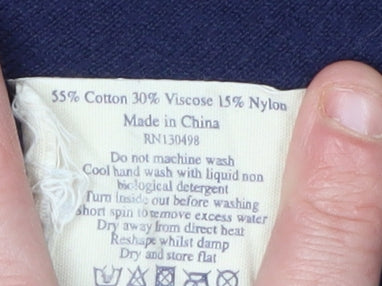 55% Cotton 30% Viscose 15% Nylon
Made in China
RN130498
Do not machine wash
Cool hand wash with liquid non
biological detergent
Turn inside out before washing
Short spin to remove excess water
Dry away from direct heat
Reshape whilst damp
Dry and store flat